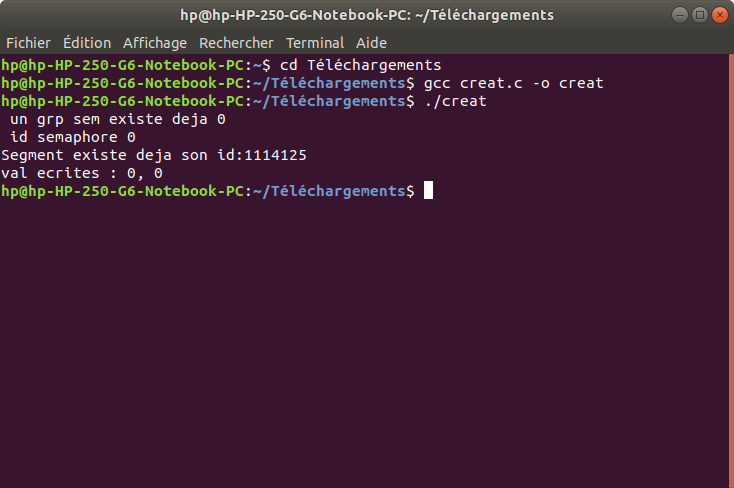 hp@hp-HP-250-G6-Notebook-PC: ~/Téléchargements
Fichier Édition Affichage Rechercher Terminal Aide
hp@hp-HP-250-G6-Notebook-PC:~$ cd Téléchargements
hp@hp-HP-250-G6-Notebook-PC:~/Téléchargements$ gcc creat.c -o creat
hp@hp-HP-250-G6-Notebook-PC:~/Téléchargements$ ./creat
 un grp sem existe deja 0
 id semaphore 0
Segment existe deja son id:1114125
val ecrites : 0, 0
hp@hp-HP-250-G6-Notebook-PC:~/Téléchargements$